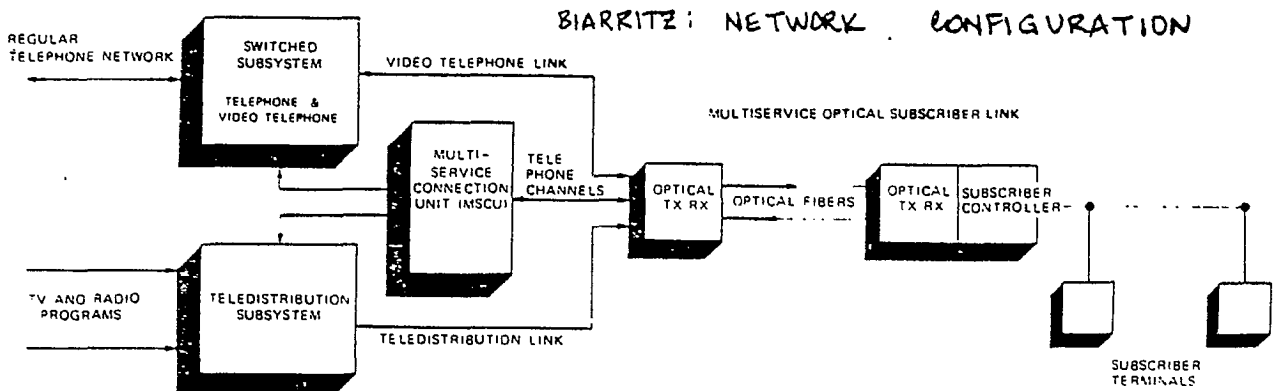 BIARRITZ: NETWORK CONFIGURATION
REGULAR
TELEPHONE NETWORK
SWITCHED
SUBSYSTEM
TELEPHONE &
VIDEO TELEPHONE
VIDEO TELEPHONE LINK
MULTISERVICE OPTICAL SUBSCRIBER LINK
MULTI-
SERVICE
CONNECTION
UNIT (MSCU)
TELE
PHONE
CHANNELS
OPTICAL
TX RX
OPTICAL FIBERS
OPTICAL
TX RX
SUBSCRIBER
CONTROLLER
TV AND RADIO
PROGRAMS
TELEDISTRIBUTION
SUBSYSTEM
TELEDISTRIBUTION LINK
SUBSCRIBER
TERMINALS